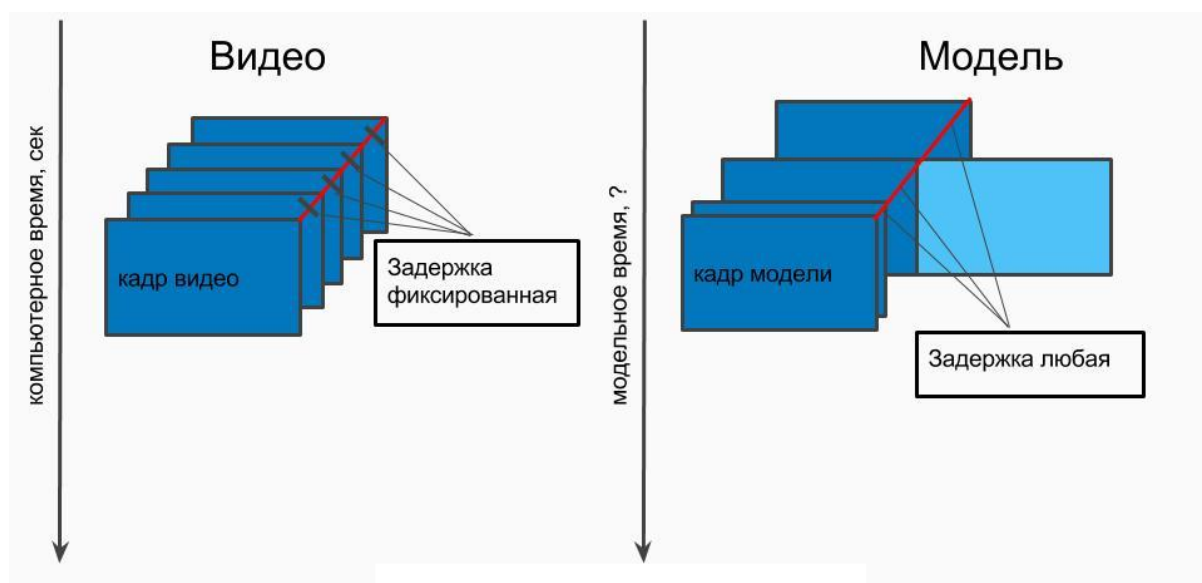 Видео
компьютерное время, сек
кадр видео
Задержка
фиксированная
Модель
модельное время, ?
кадр модели
Задержка любая